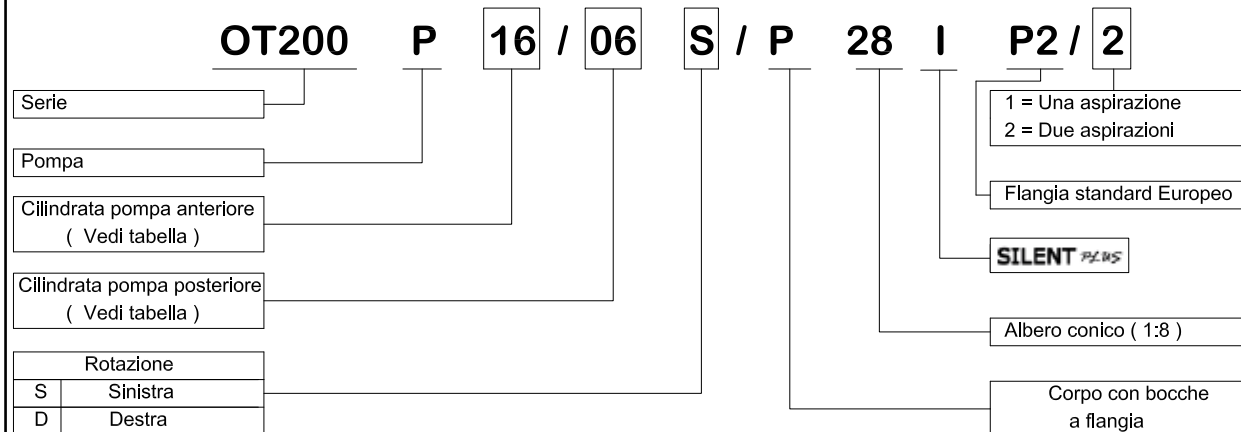 OT200 P 16 / 06 S / P 28 I P2 / 2
Serie
Pompa
Cilindrata pompa anteriore
( Vedi tabella )
Cilindrata pompa posteriore
( Vedi tabella )
Rotazione
S Sinistra
D Destra
1 = Una aspirazione
2 = Due aspirazioni
Flangia standard Europeo
SILENT PLUS
Albero conico ( 1:8 )
Corpo con bocche
a flangia